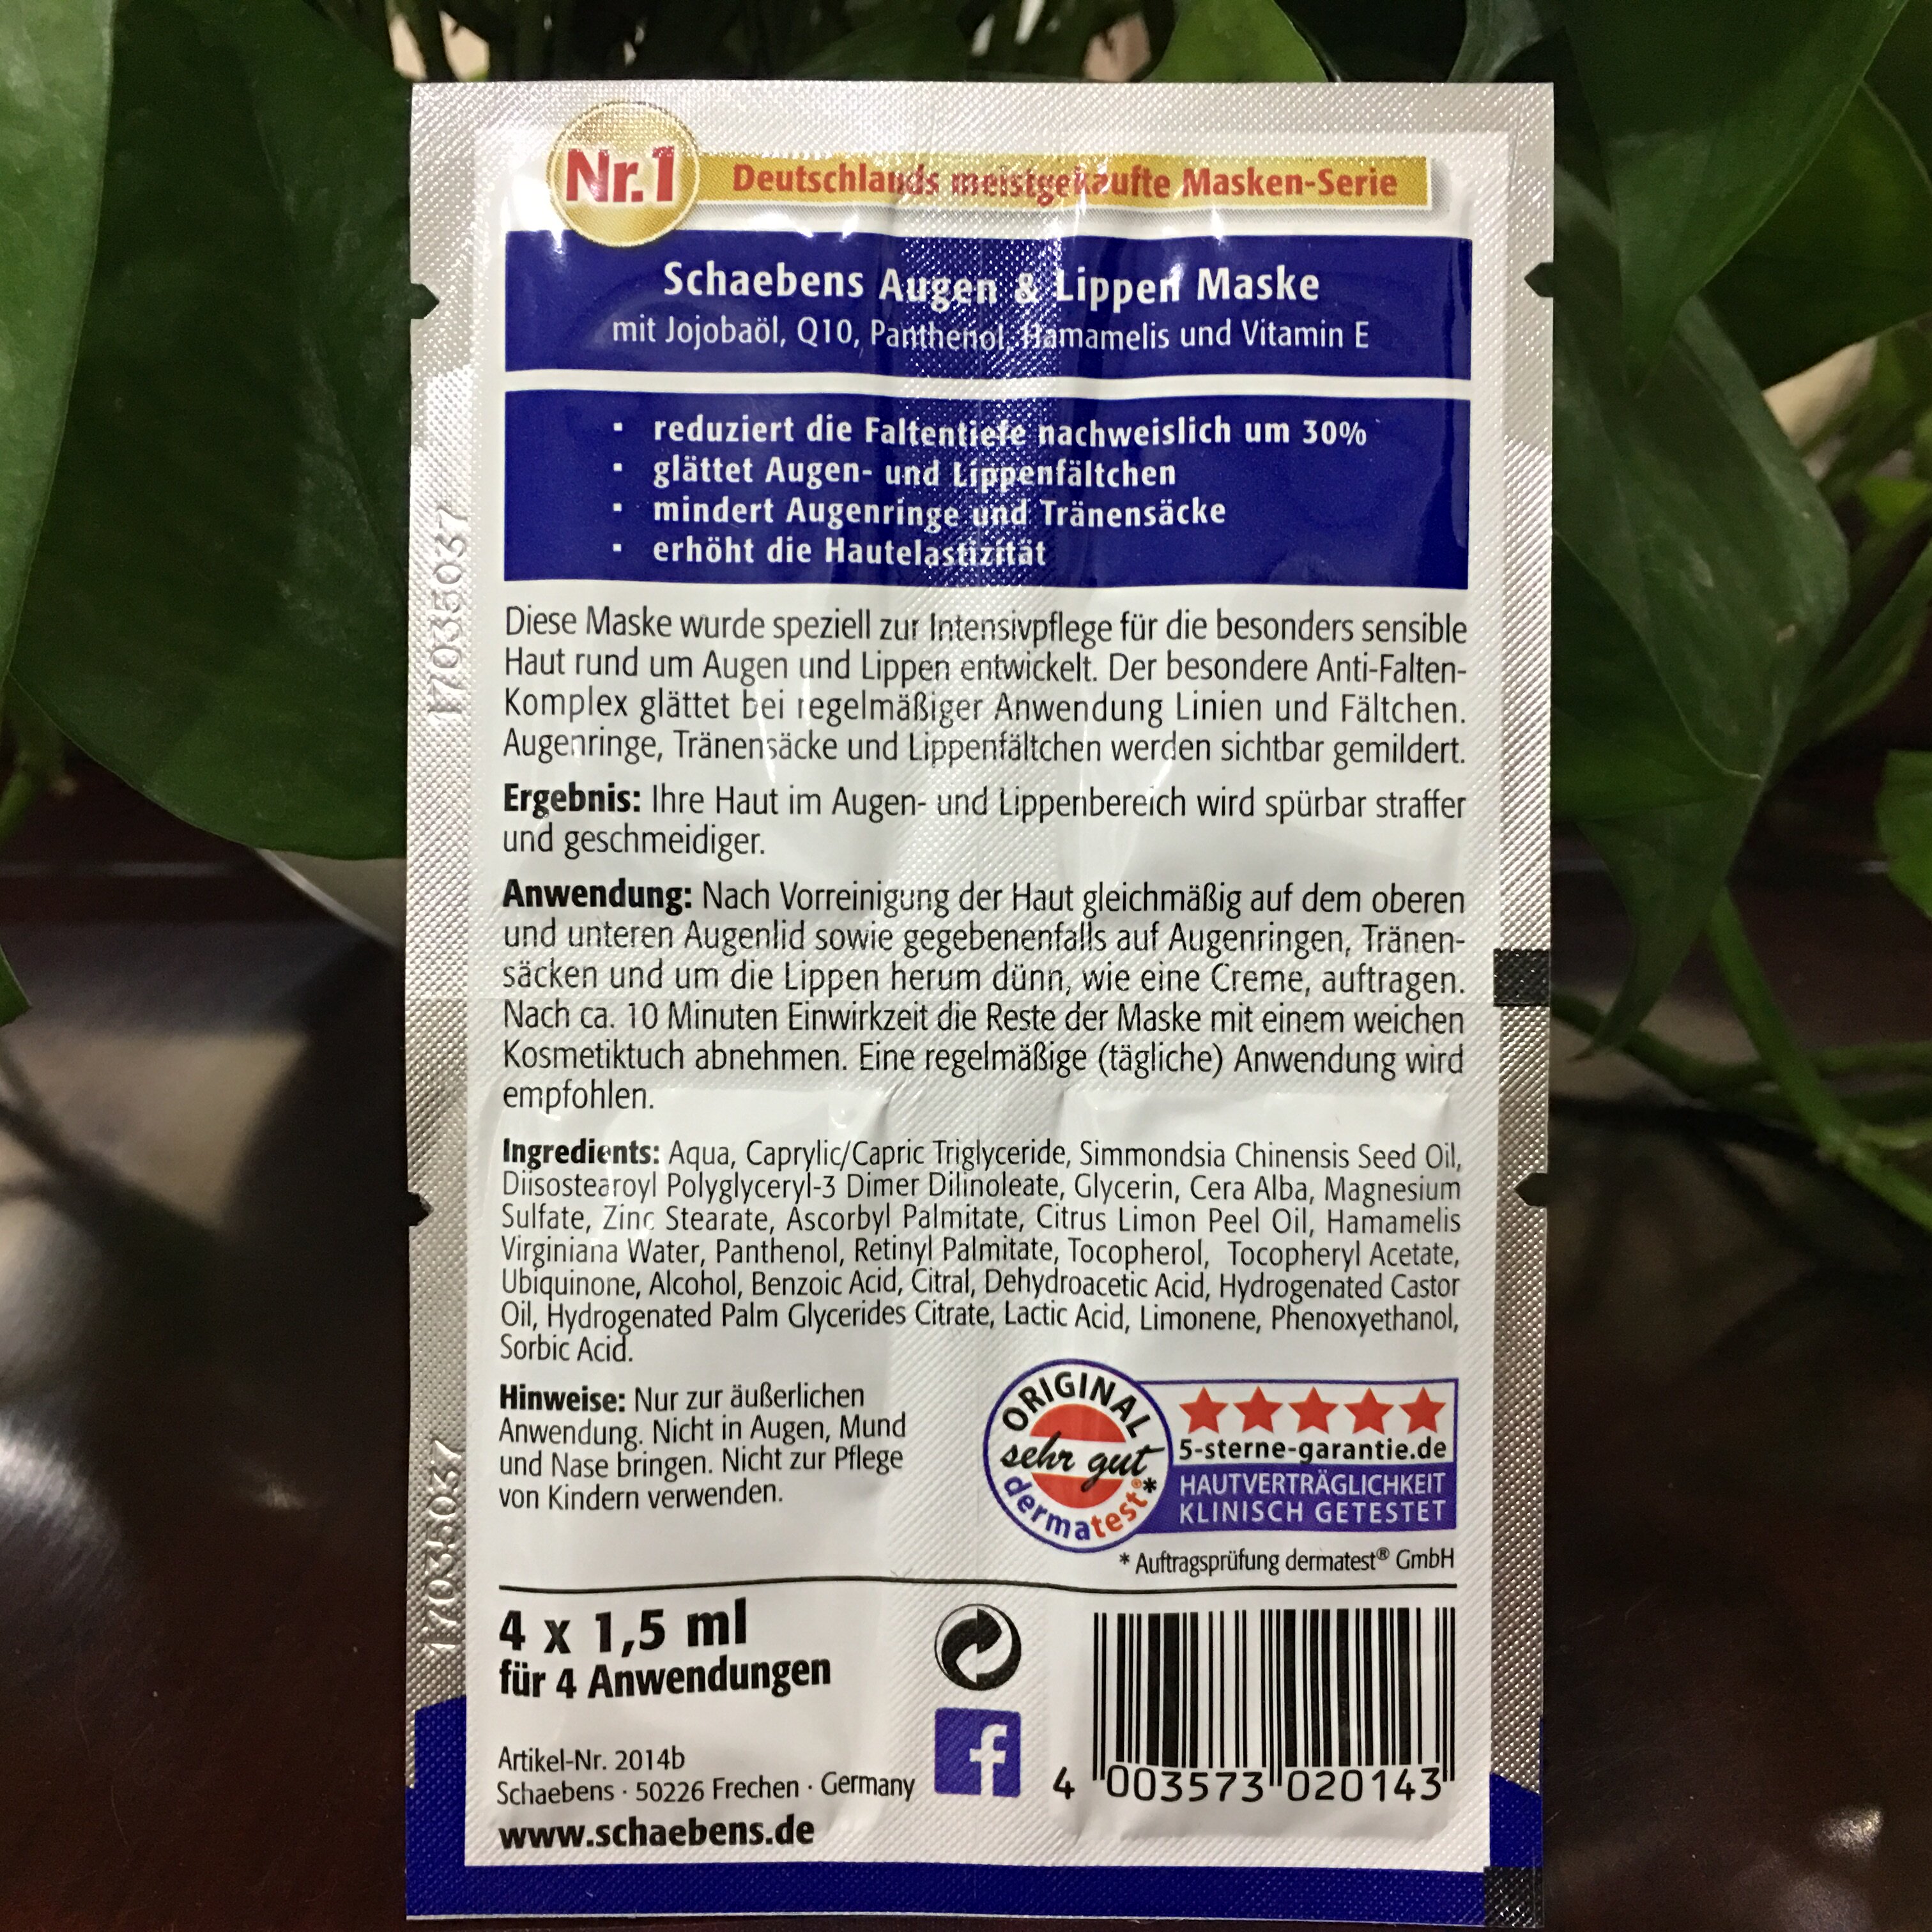 Nr.1
Deutschlands meistgekaufte Masken-Serie
Schaebens Augen & Lippen Maske
mit Jojobaöl, Q10, Panthenol, Hamamelis und Vitamin E
▪ reduziert die Faltentiefe nachweislich um 30%
▪ glättet Augen- und Lippenfältchen
▪ mindert Augenringe und Tränensäcke
▪ erhöht die Hautelastizität
Diese Maske wurde speziell zur Intensivpflege für die besonders sensible
Haut rund um Augen und Lippen entwickelt. Der besondere Anti-Falten-
Komplex glättet bei regelmäßiger Anwendung Linien und Fältchen.
Augenringe, Tränensäcke und Lippenfältchen werden sichtbar gemildert.
Ergebnis: Ihre Haut im Augen- und Lippenbereich wird spürbar straffer
und geschmeidiger.
Anwendung: Nach Vorreinigung der Haut gleichmäßig auf dem oberen
und unteren Augenlid sowie gegebenenfalls auf Augenringen, Tränen-
säcken und um die Lippen herum dünn, wie eine Creme, auftragen.
Nach ca. 10 Minuten Einwirkzeit die Reste der Maske mit einem weichen
Kosmetiktuch abnehmen. Eine regelmäßige (tägliche) Anwendung wird
empfohlen.
Ingredients: Aqua, Caprylic/Capric Triglyceride, Simmondsia Chinensis Seed Oil,
Diisostearoyl Polyglyceryl-3 Dimer Dilinoleate, Glycerin, Cera Alba, Magnesium
Sulfate, Zinc Stearate, Ascorbyl Palmitate, Citrus Limon Peel Oil, Hamamelis
Virginiana Water, Panthenol, Retinyl Palmitate, Tocopherol, Tocopheryl Acetate,
Ubiquinone, Alcohol, Benzoic Acid, Citral, Dehydroacetic Acid, Hydrogenated Castor
Oil, Hydrogenated Palm Glycerides Citrate, Lactic Acid, Limonene, Phenoxyethanol,
Sorbic Acid.
Hinweise: Nur zur äußerlichen
Anwendung. Nicht in Augen, Mund
und Nase bringen. Nicht zur Pflege
von Kindern verwenden.
ORIGINAL
sehr gut
dermatest®*
5-sterne-garantie.de
HAUTVERTRÄGLICHKEIT
KLINISCH GETESTET
* Auftragsprüfung dermatest® GmbH
4 x 1,5 ml
für 4 Anwendungen
Artikel-Nr. 2014b
Schaebens · 50226 Frechen · Germany
www.schaebens.de
f
4 003573 020143
17035037
17035037